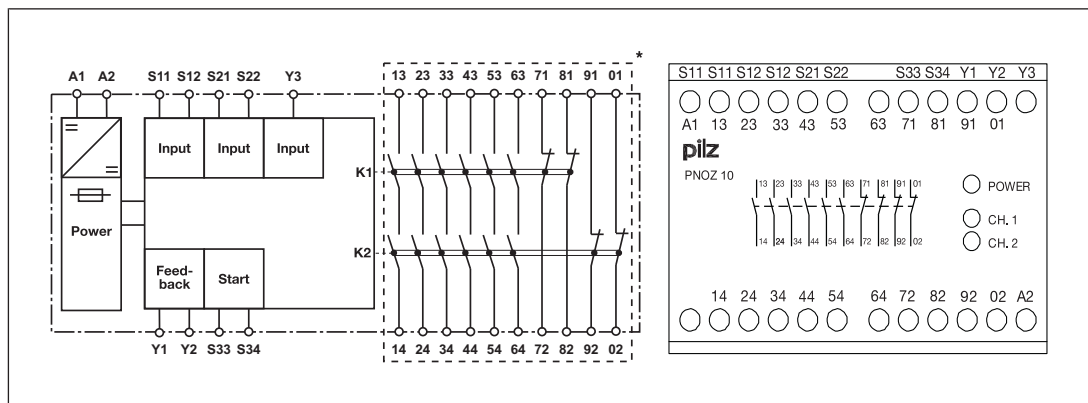 *
A1 A2 S11 S12 S21 S22 Y3 13 23 33 43 53 63 71 81 91 01
=
=
Input Input Input
K1
Power
K2
Feed-
back
Start
Y1 Y2 S33 S34 14 24 34 44 54 64 72 82 92 02
S11 S11 S12 S12 S21 S22 S33 S34 Y1 Y2 Y3
A1 13 23 33 43 53 63 71 81 91 01
pilz
PNOZ 10
13 23 33 43 53 63 71 81 91 01
POWER
CH. 1
CH. 2
14 24 34 44 54 64 72 82 92 02
14 24 34 44 54 64 72 82 92 02 A2